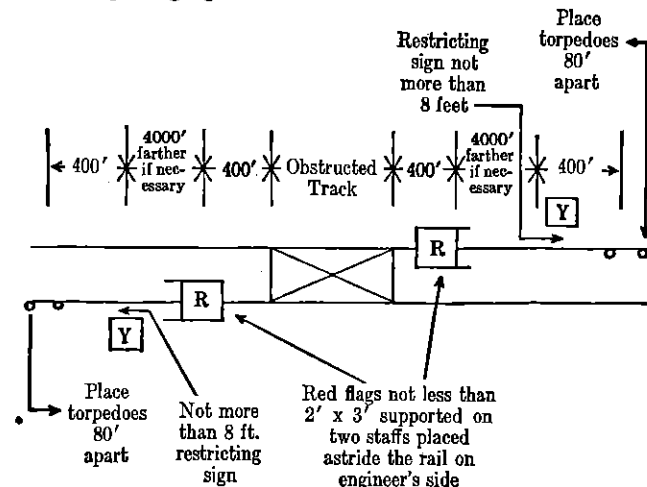 Place
torpedoes
80'
apart
Restricting
sign not
more than
8 feet
400'
4000'
farther
if nec-
essary
400'
Obstructed
Track
400'
4000'
farther
if nec-
essary
400'
Y
R
R
Y
Place
torpedoes
80'
apart
Not more
than 8 ft.
restricting
sign
Red flags not less than
2' x 3' supported on
two staffs placed
astride the rail on
engineer's side